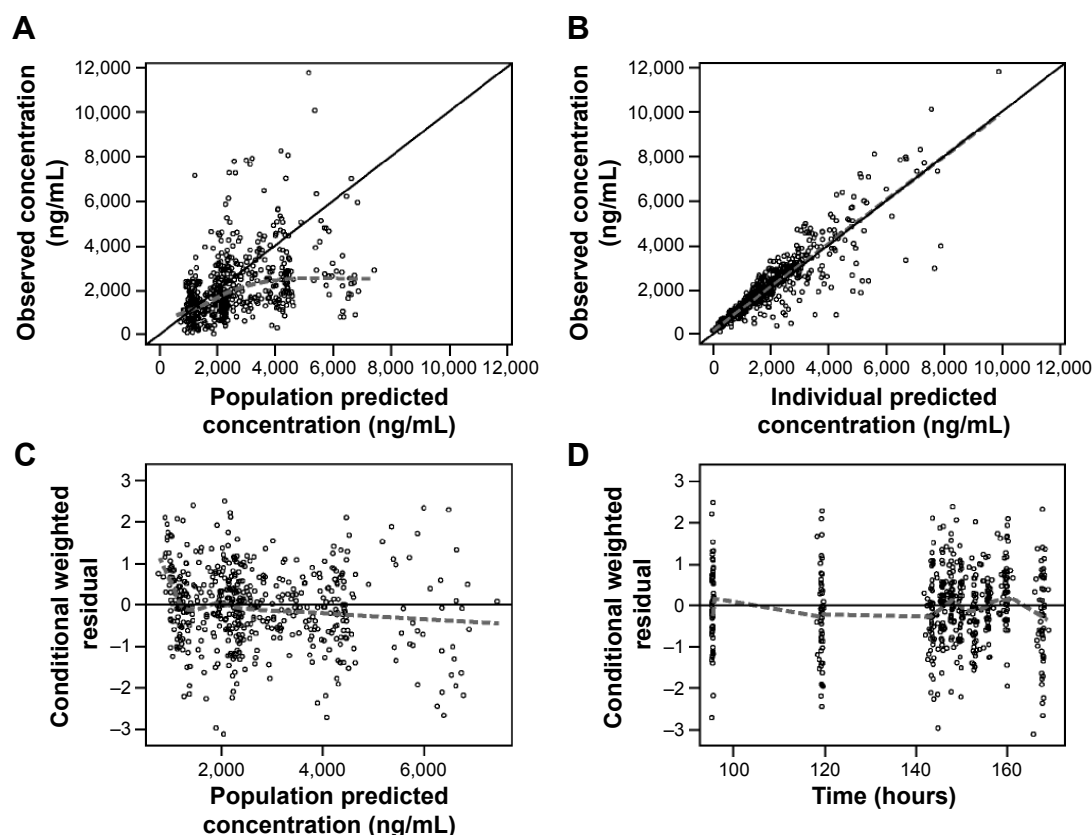 A
Observed concentration
(ng/mL)
12,000
10,000
8,000
6,000
4,000
2,000
0
0
2,000
4,000
6,000
8,000
10,000
12,000
Population predicted
concentration (ng/mL)
B
Observed concentration
(ng/mL)
12,000
10,000
8,000
6,000
4,000
2,000
0
0
2,000
4,000
6,000
8,000
10,000
12,000
Individual predicted
concentration (ng/mL)
C
Conditional weighted
residual
3
2
1
0
–1
–2
–3
2,000
4,000
6,000
Population predicted
concentration (ng/mL)
D
Conditional weighted
residual
3
2
1
0
–1
–2
–3
100
120
140
160
Time (hours)